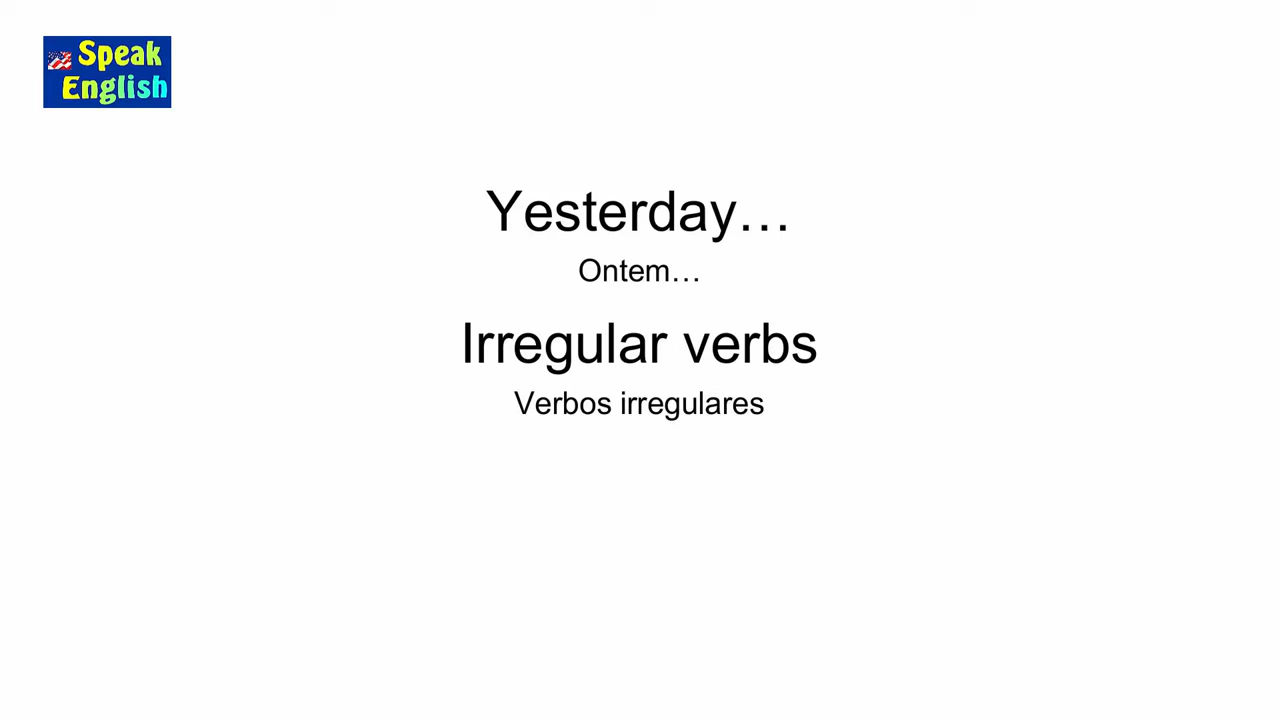 Speak
English
Yesterday…
Ontem…
Irregular verbs
Verbos irregulares